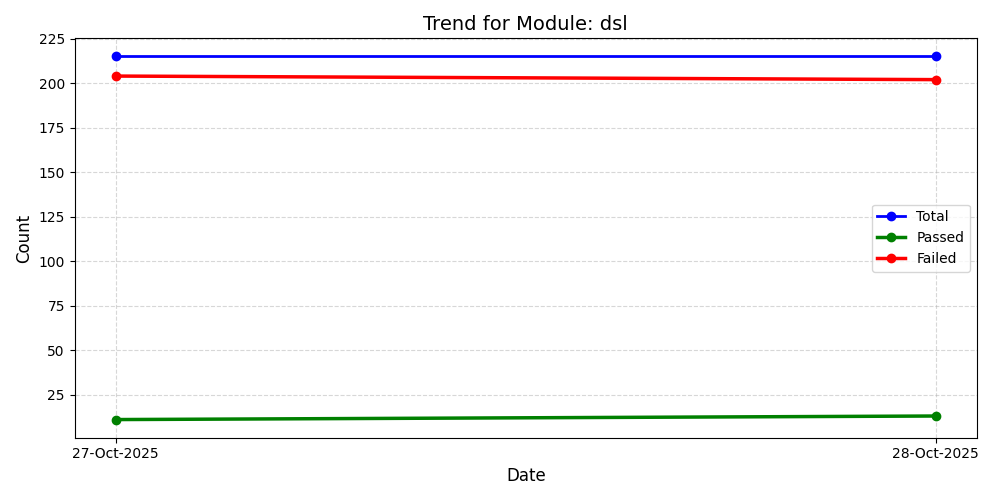 Trend for Module: dsl
225
200
175
150
125
100
75
50
25
Count
Total
Passed
Failed
27-Oct-2025
28-Oct-2025
Date